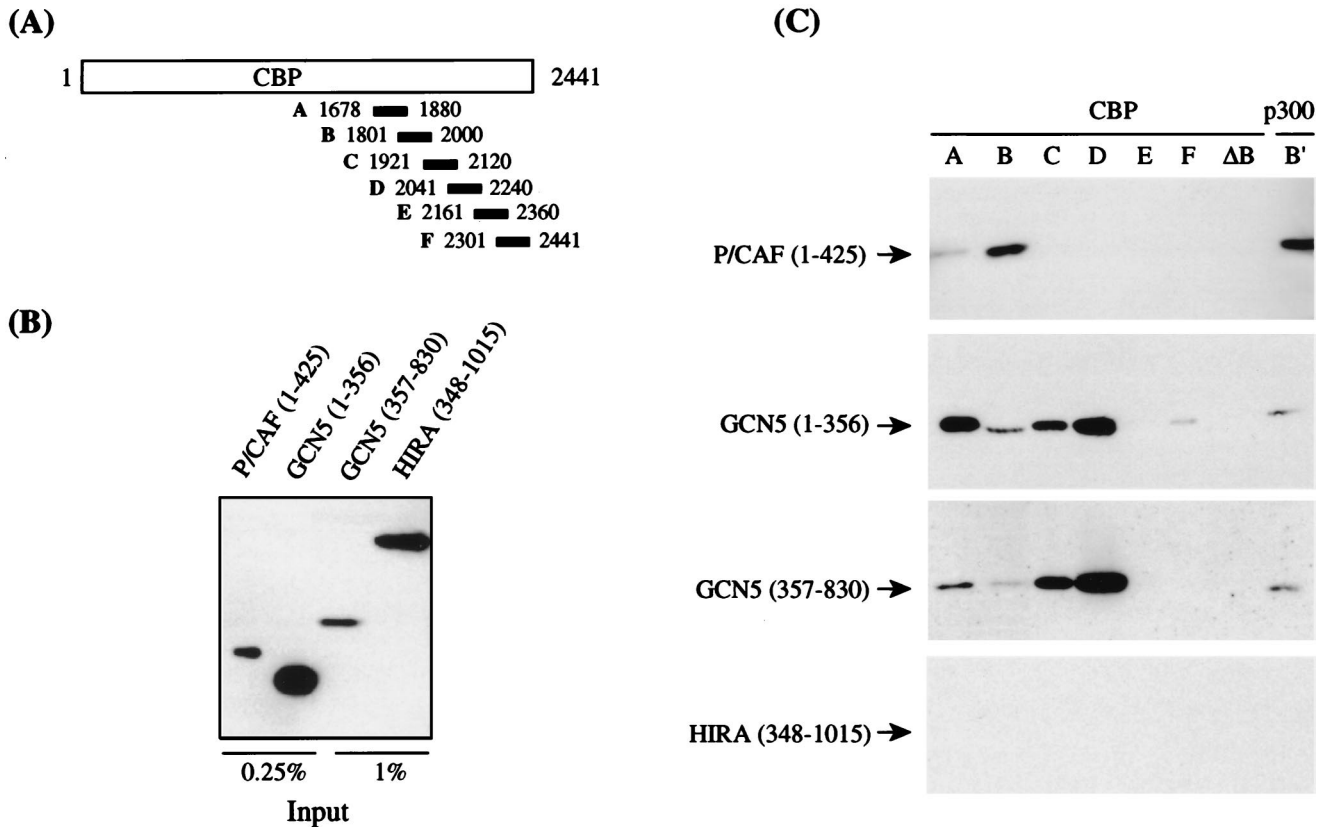 (A)
1 CBP 2441
A 1678 1880
B 1801 2000
C 1921 2120
D 2041 2240
E 2161 2360
F 2301 2441
(B)
P/CAF (1-425)
GCN5 (1-356)
GCN5 (357-830)
HIRA (348-1015)
0.25% 1%
Input
(C)
CBP p300
A B C D E F ΔB B'
P/CAF (1-425)
GCN5 (1-356)
GCN5 (357-830)
HIRA (348-1015)